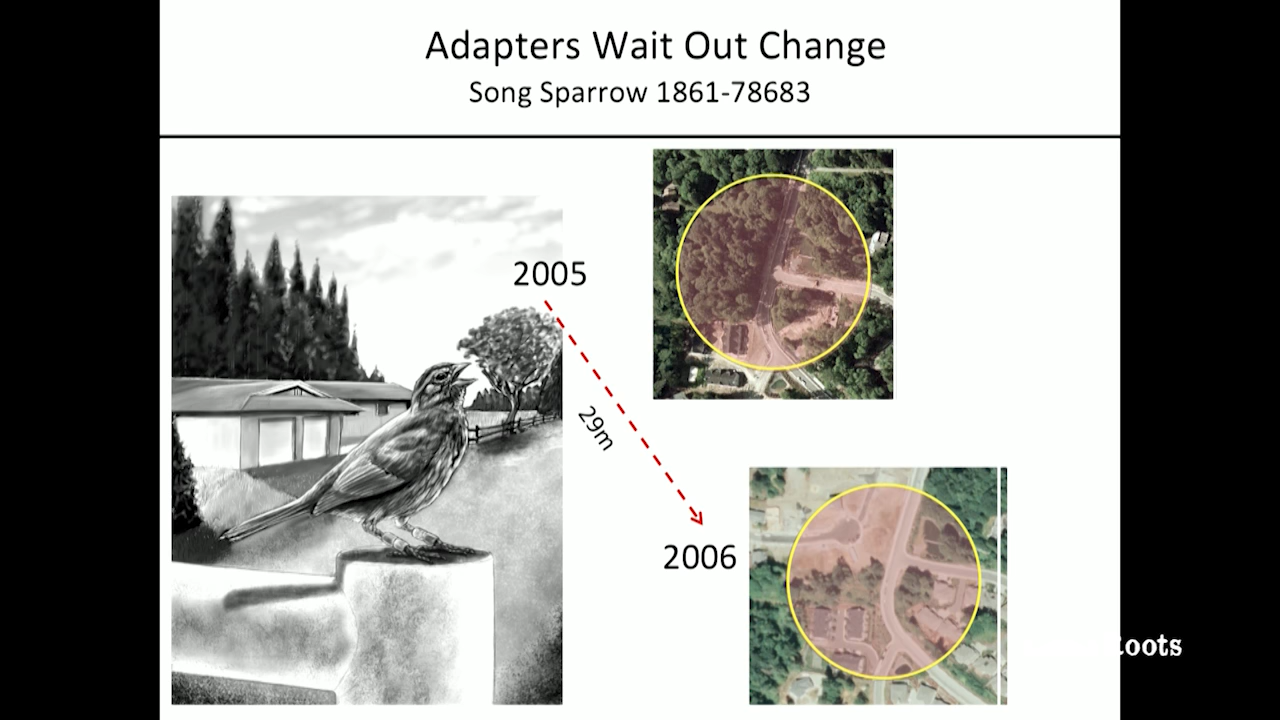 Adapters Wait Out Change
Song Sparrow 1861-78683
2005
29m
2006